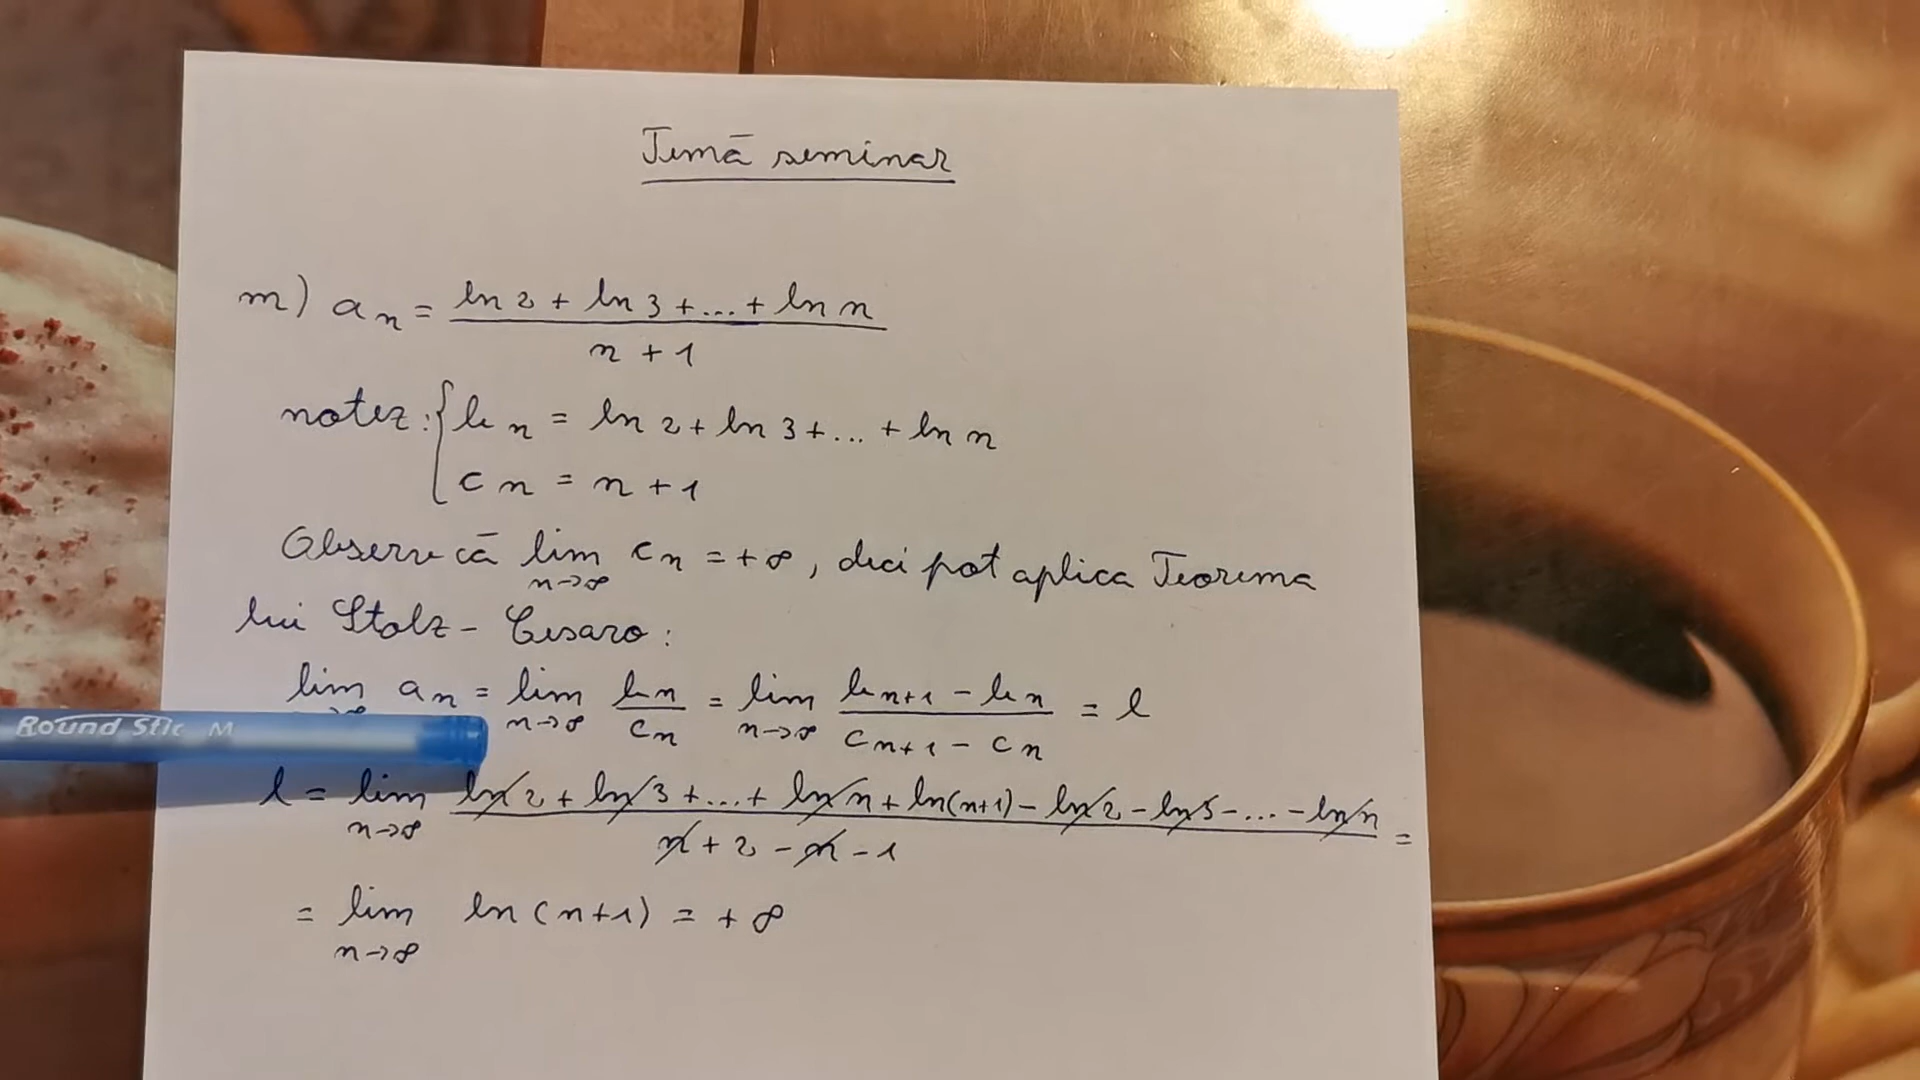 Temă seminar
m) aₙ = (ln 2 + ln 3 + ... + ln n) / (n + 1)
notez: { bₙ = ln 2 + ln 3 + ... + ln n
cₙ = n + 1
Observ că lim n→∞ cₙ = +∞, deci pot aplica Teorema
lui Stolz - Cesaro:
lim aₙ = lim n→∞ bₙ / cₙ = lim n→∞ (bₙ₊₁ - bₙ) / (cₙ₊₁ - cₙ) = l
Round Stic M
l = lim n→∞ (ln 2 + ln 3 + ... + ln n + ln(n+1) - ln 2 - ln 3 - ... - ln n) / (n + 2 - n - 1) =
= lim n→∞ ln(n+1) = +∞